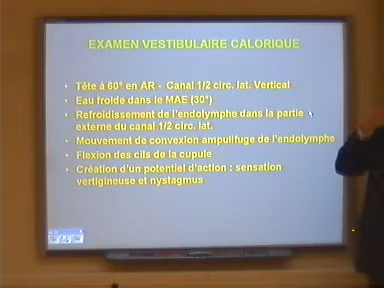 EXAMEN VESTIBULAIRE CALORIQUE
• Tête à 60° en AR - Canal 1/2 circ. lat. Vertical
• Eau froide dans le MAE (30°)
• Refroidissement de l'endolymphe dans la partie
externe du canal 1/2 circ. lat.
• Mouvement de convexion ampulifuge de l'endolymphe
• Flexion des cils de la cupule
• Création d'un potentiel d'action : sensation
vertigineuse et nystagmus